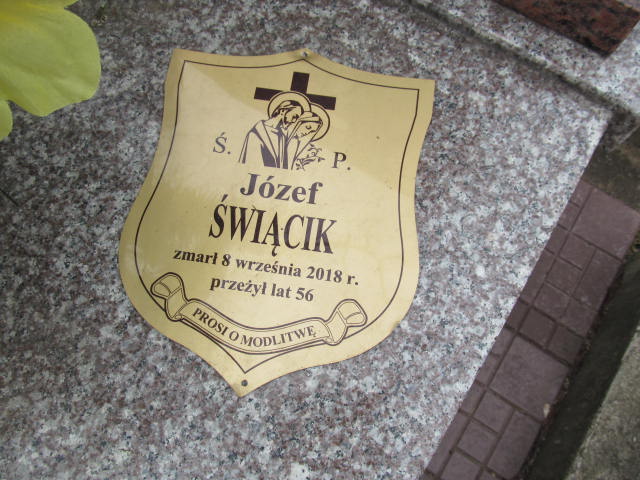 Ś. P.
Józef
ŚWIĄCIK
zmarł 8 września 2018 r.
przeżył lat 56
PROSI O MODLITWĘ